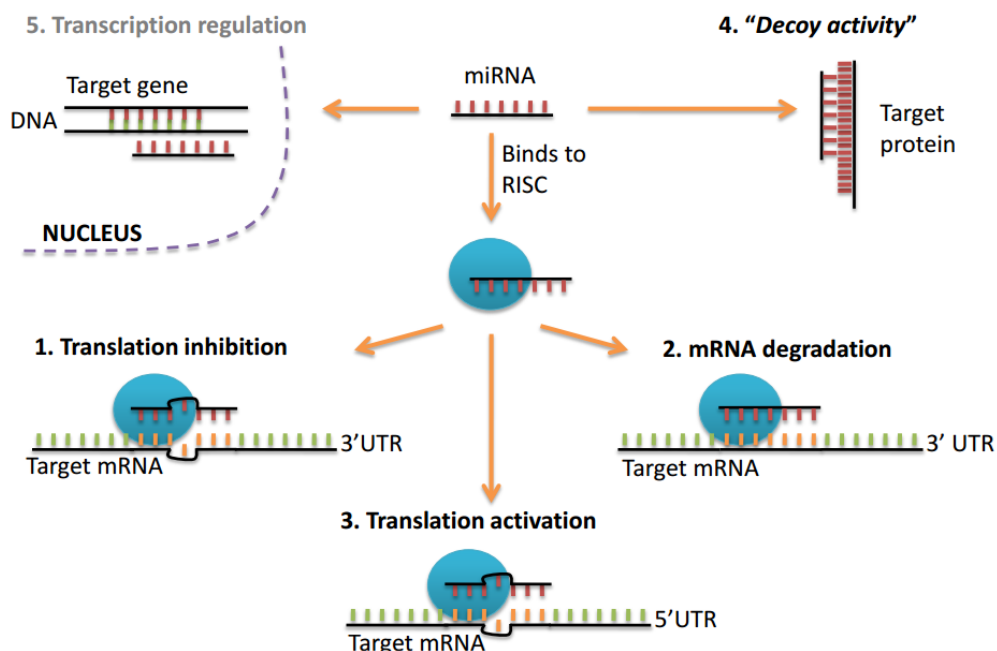 5. Transcription regulation
4. “Decoy activity”
Target gene
DNA
miRNA
Target
protein
Binds to
RISC
NUCLEUS
1. Translation inhibition
2. mRNA degradation
3’UTR
Target mRNA
3’ UTR
Target mRNA
3. Translation activation
5’UTR
Target mRNA